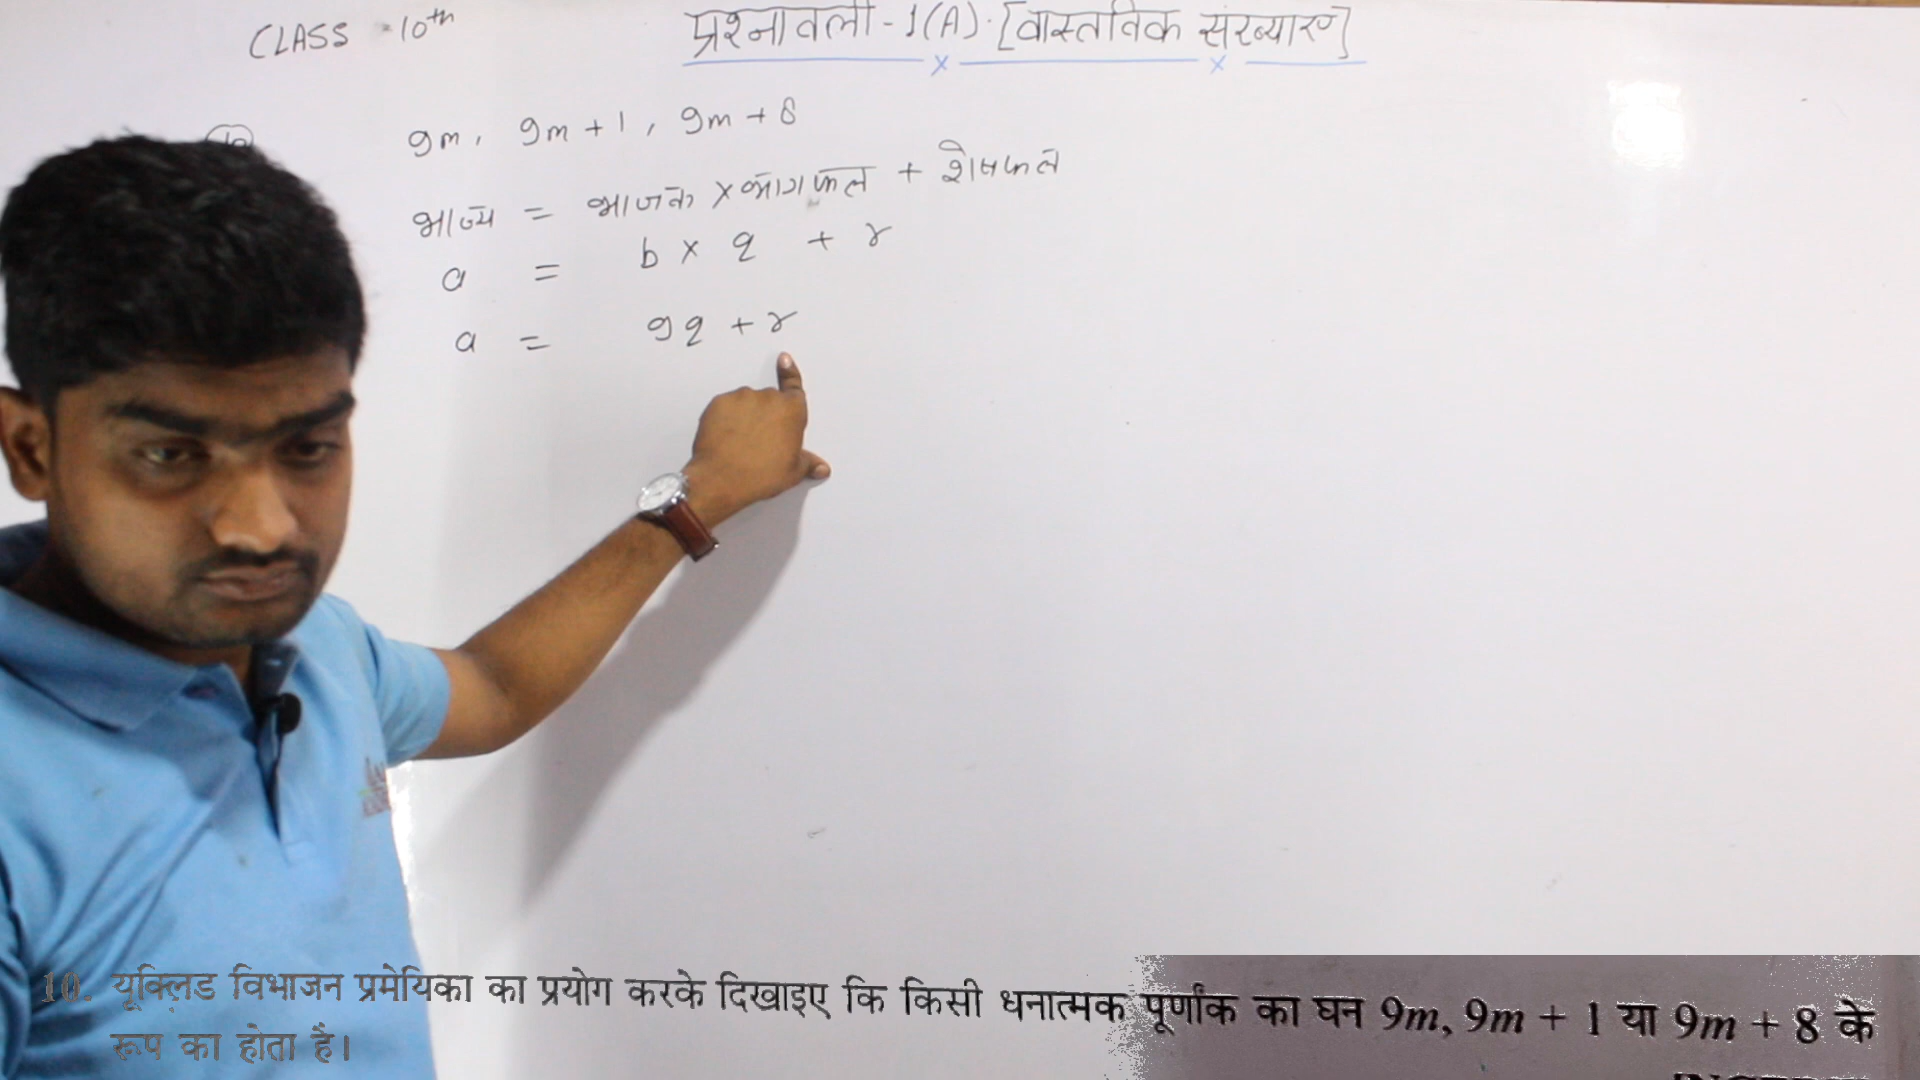 CLASS - 10th
प्रश्नावली - 1(A). [वास्तविक संख्याएं]
9m, 9m + 1, 9m + 8
भाज्य = भाजक × भागफल + शेषफल
a = b × q + r
a = 9q + r
10. यूक्लिड विभाजन प्रमेयिका का प्रयोग करके दिखाइए कि किसी धनात्मक पूर्णांक का घन 9m, 9m + 1 या 9m + 8 के
रूप का होता है।